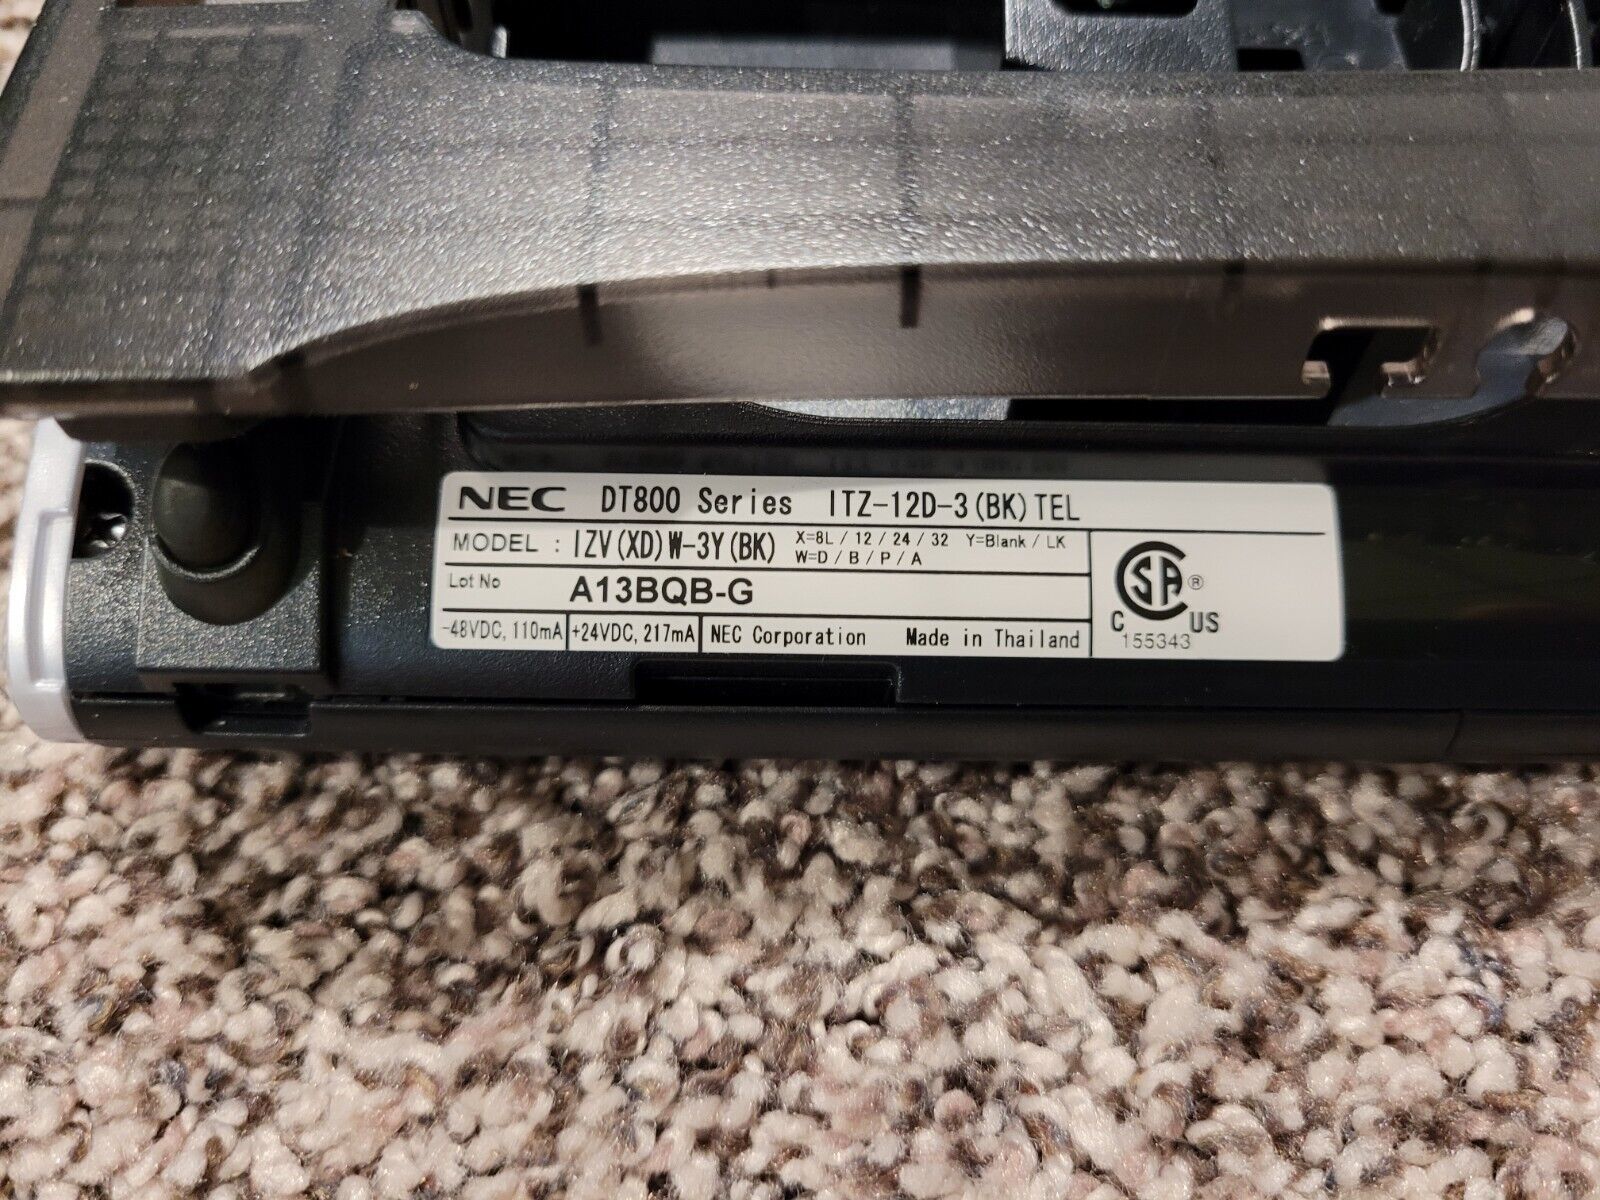 NEC DT800 Series ITZ-12D-3(BK)TEL
MODEL : IZV(XD)W-3Y(BK) X=8L / 12 / 24 / 32 Y=Blank / LK
W=D / B / P / A
Lot No A13BQB-G
-48VDC, 110mA +24VDC, 217mA NEC Corporation Made in Thailand
CSA ®
C US
155343